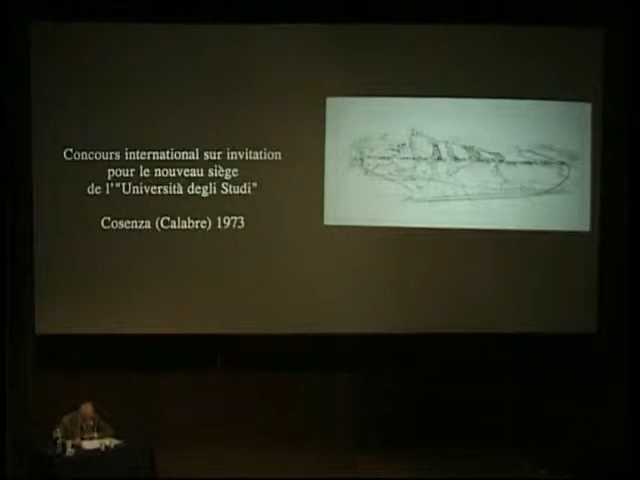 Concours international sur invitation
pour le nouveau siège
de l'"Università degli Studi"
Cosenza (Calabre) 1973